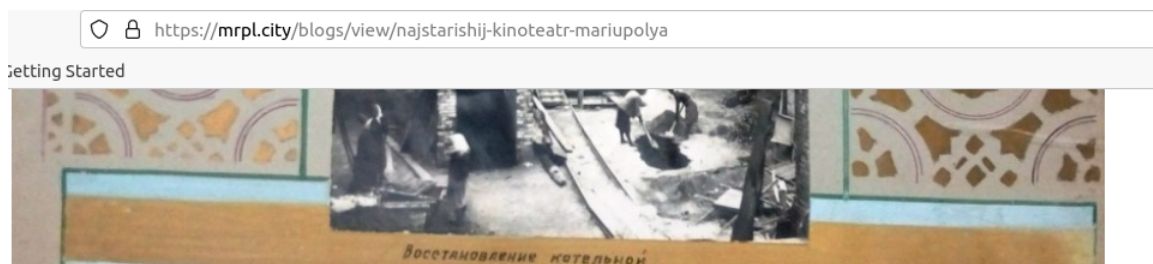 https://mrpl.city/blogs/view/najstarishij-kinoteatr-mariupolya
Getting Started
Восстановление котельной